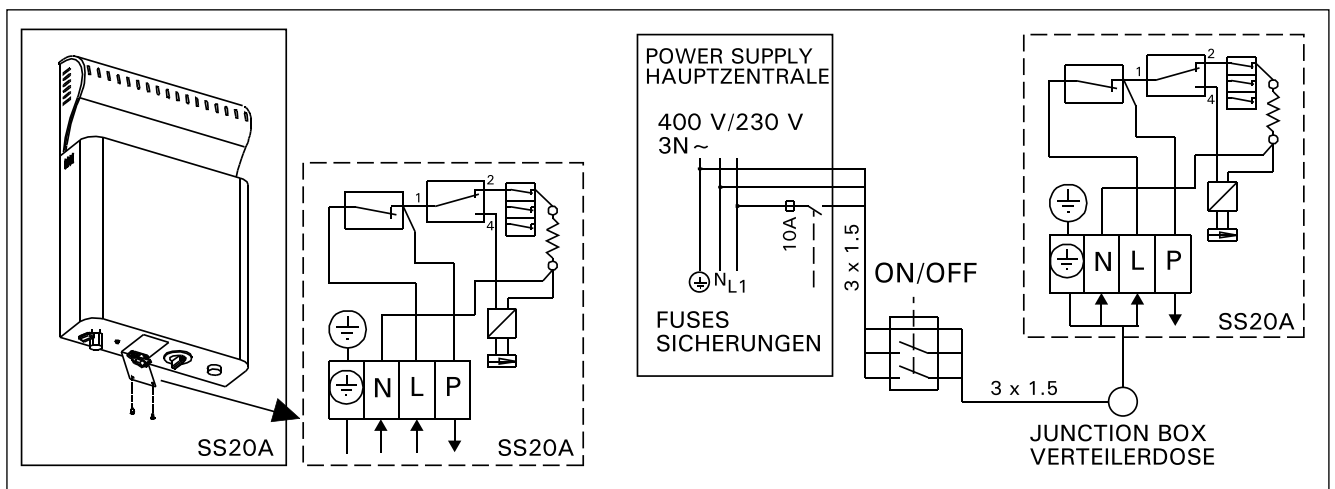 SS20A
1
2
4
N L P
SS20A
POWER SUPPLY
HAUPTZENTRALE
400 V/230 V
3N ~
10A
3 x 1.5
N
L1
FUSES
SICHERUNGEN
ON/OFF
3 x 1.5
1
2
4
N L P
SS20A
JUNCTION BOX
VERTEILERDOSE